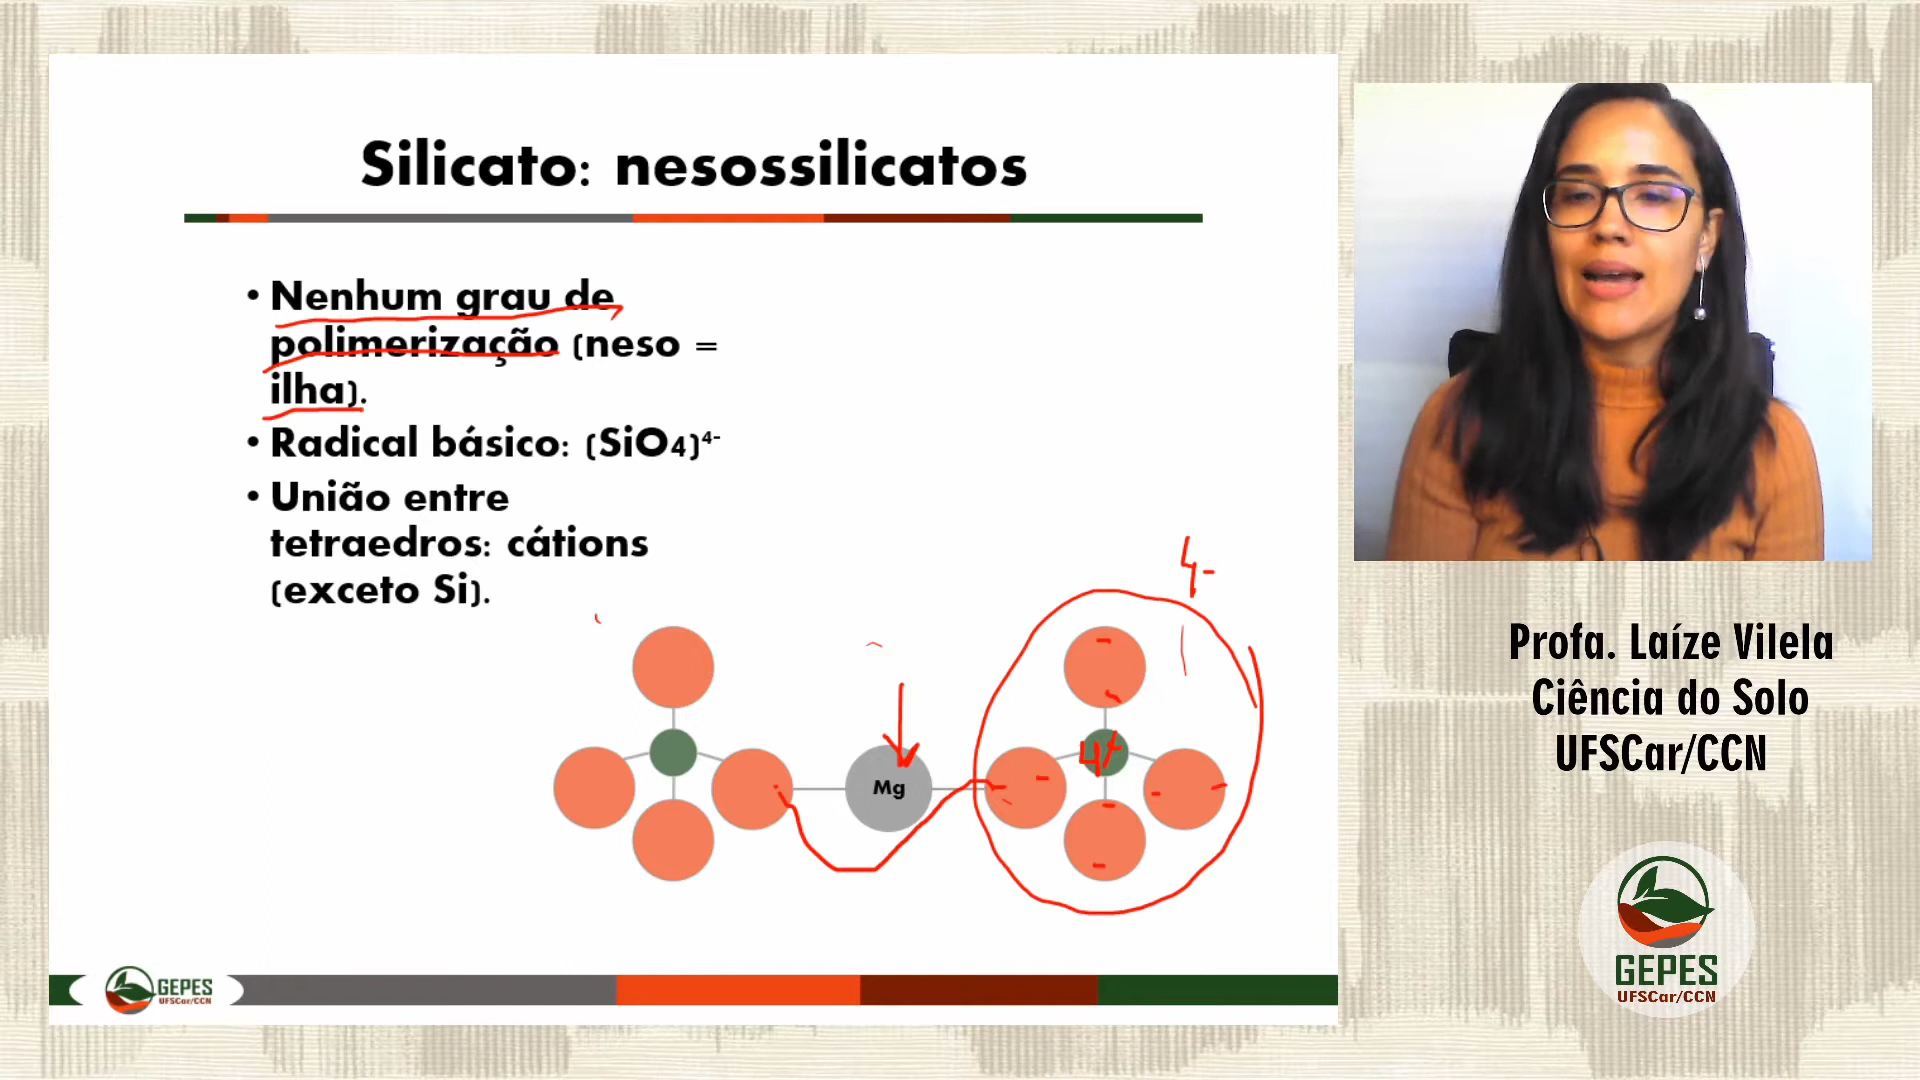 Silicato: nesossilicatos
• Nenhum grau de
polimerização (neso =
ilha).
• Radical básico: (SiO₄)⁴⁻
• União entre
tetraedros: cátions
(exceto Si).
4-
4+
Mg
Profa. Laíze Vilela
Ciência do Solo
UFSCar/CCN
GEPES
UFSCar/CCN
GEPES
UFSCar/CCN